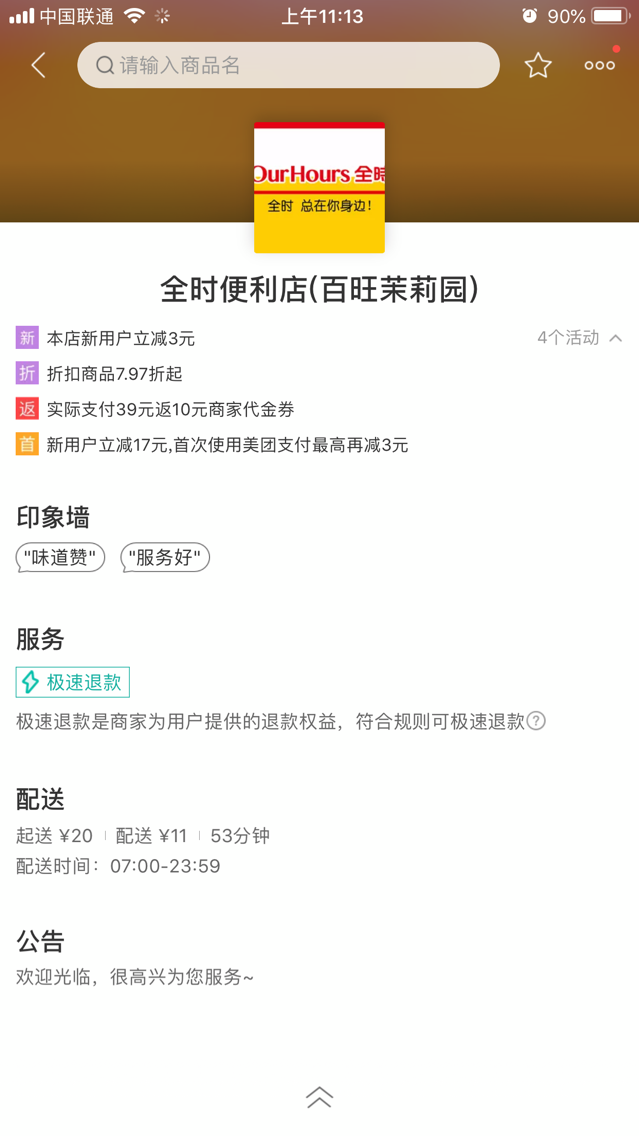 中国联通 上午11:13 90%
请输入商品名
OurHours 全時
全时 总在你身边!
全时便利店(百旺茉莉园)
新 本店新用户立减3元 4个活动
折 折扣商品7.97折起
返 实际支付39元返10元商家代金券
首 新用户立减17元,首次使用美团支付最高再减3元
印象墙
"味道赞" "服务好"
服务
极速退款
极速退款是商家为用户提供的退款权益，符合规则可极速退款?
配送
起送 ¥20 配送 ¥11 53分钟
配送时间：07:00-23:59
公告
欢迎光临，很高兴为您服务~